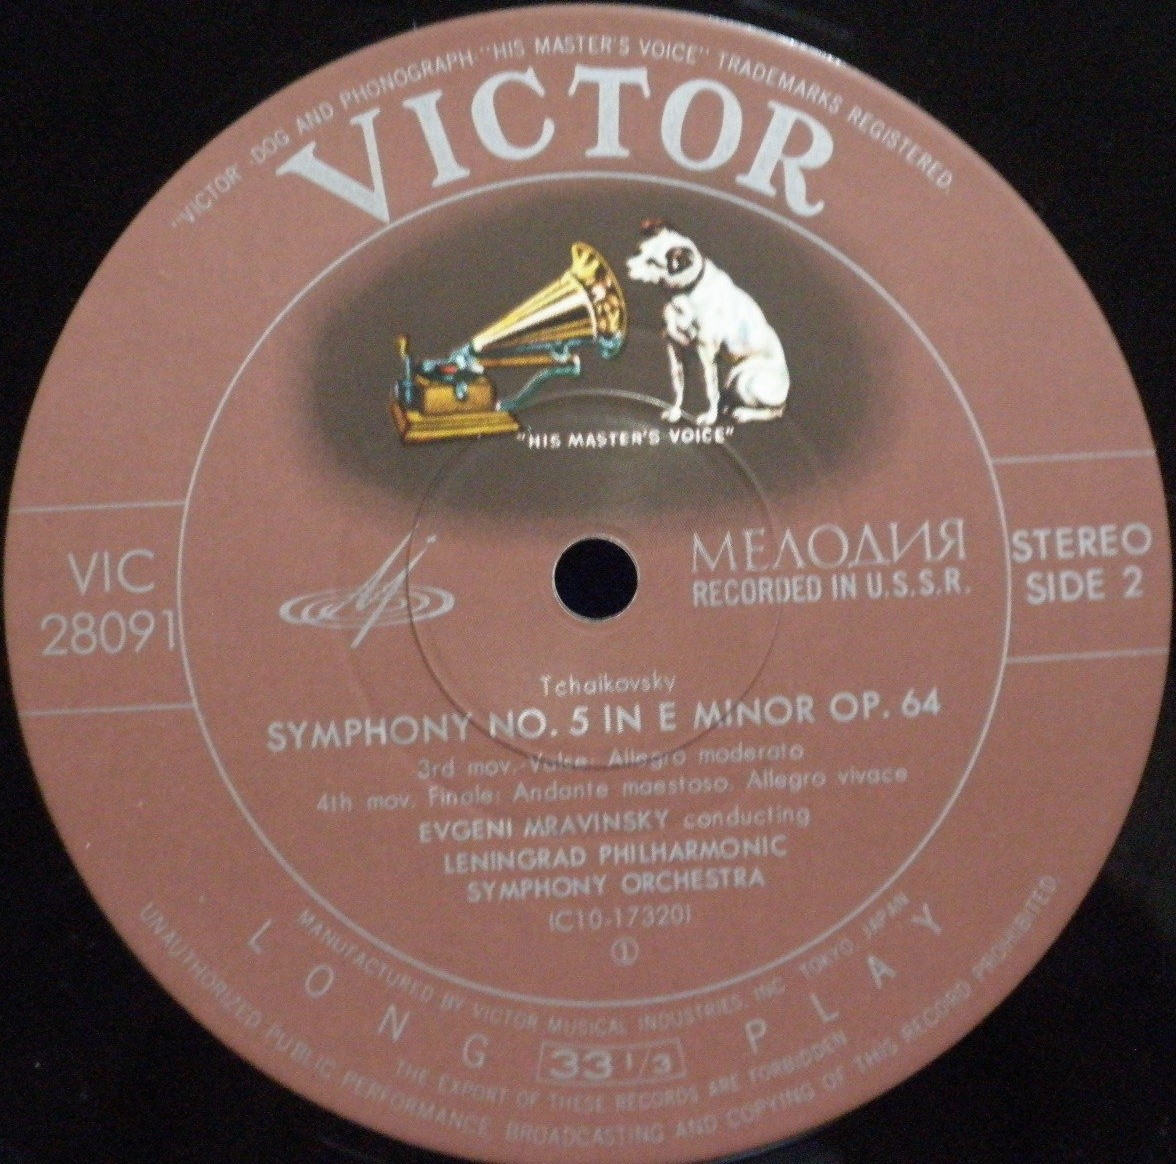 "VICTOR" DOG AND PHONOGRAPH "HIS MASTER'S VOICE" TRADEMARKS REGISTERED.
VICTOR
"HIS MASTER'S VOICE"
VIC
28091
МЕЛОДИЯ
RECORDED IN U.S.S.R.
STEREO
SIDE 2
Tchaikovsky
SYMPHONY NO. 5 IN E MINOR OP. 64
3rd mov. Valse: Allegro moderato
4th mov. Finale: Andante maestoso, Allegro vivace
EVGENI MRAVINSKY conducting
LENINGRAD PHILHARMONIC
SYMPHONY ORCHESTRA
(C10-17320)
①
MANUFACTURED BY VICTOR MUSICAL INDUSTRIES, INC. TOKYO, JAPAN
LONG PLAY
33 1/3
THE EXPORT OF THESE RECORDS ARE FORBIDDEN
UNAUTHORIZED PUBLIC PERFORMANCE BROADCASTING AND COPYING OF THIS RECORD PROHIBITED